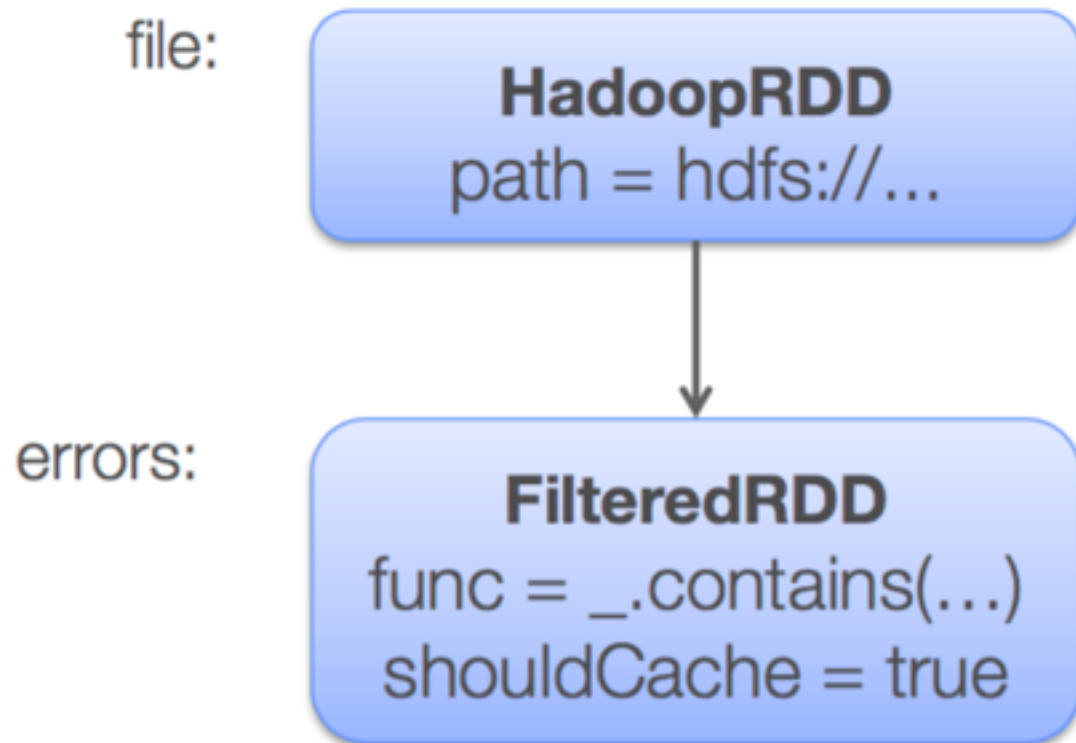 file:
HadoopRDD
path = hdfs://...
errors:
FilteredRDD
func = _.contains(...)
shouldCache = true